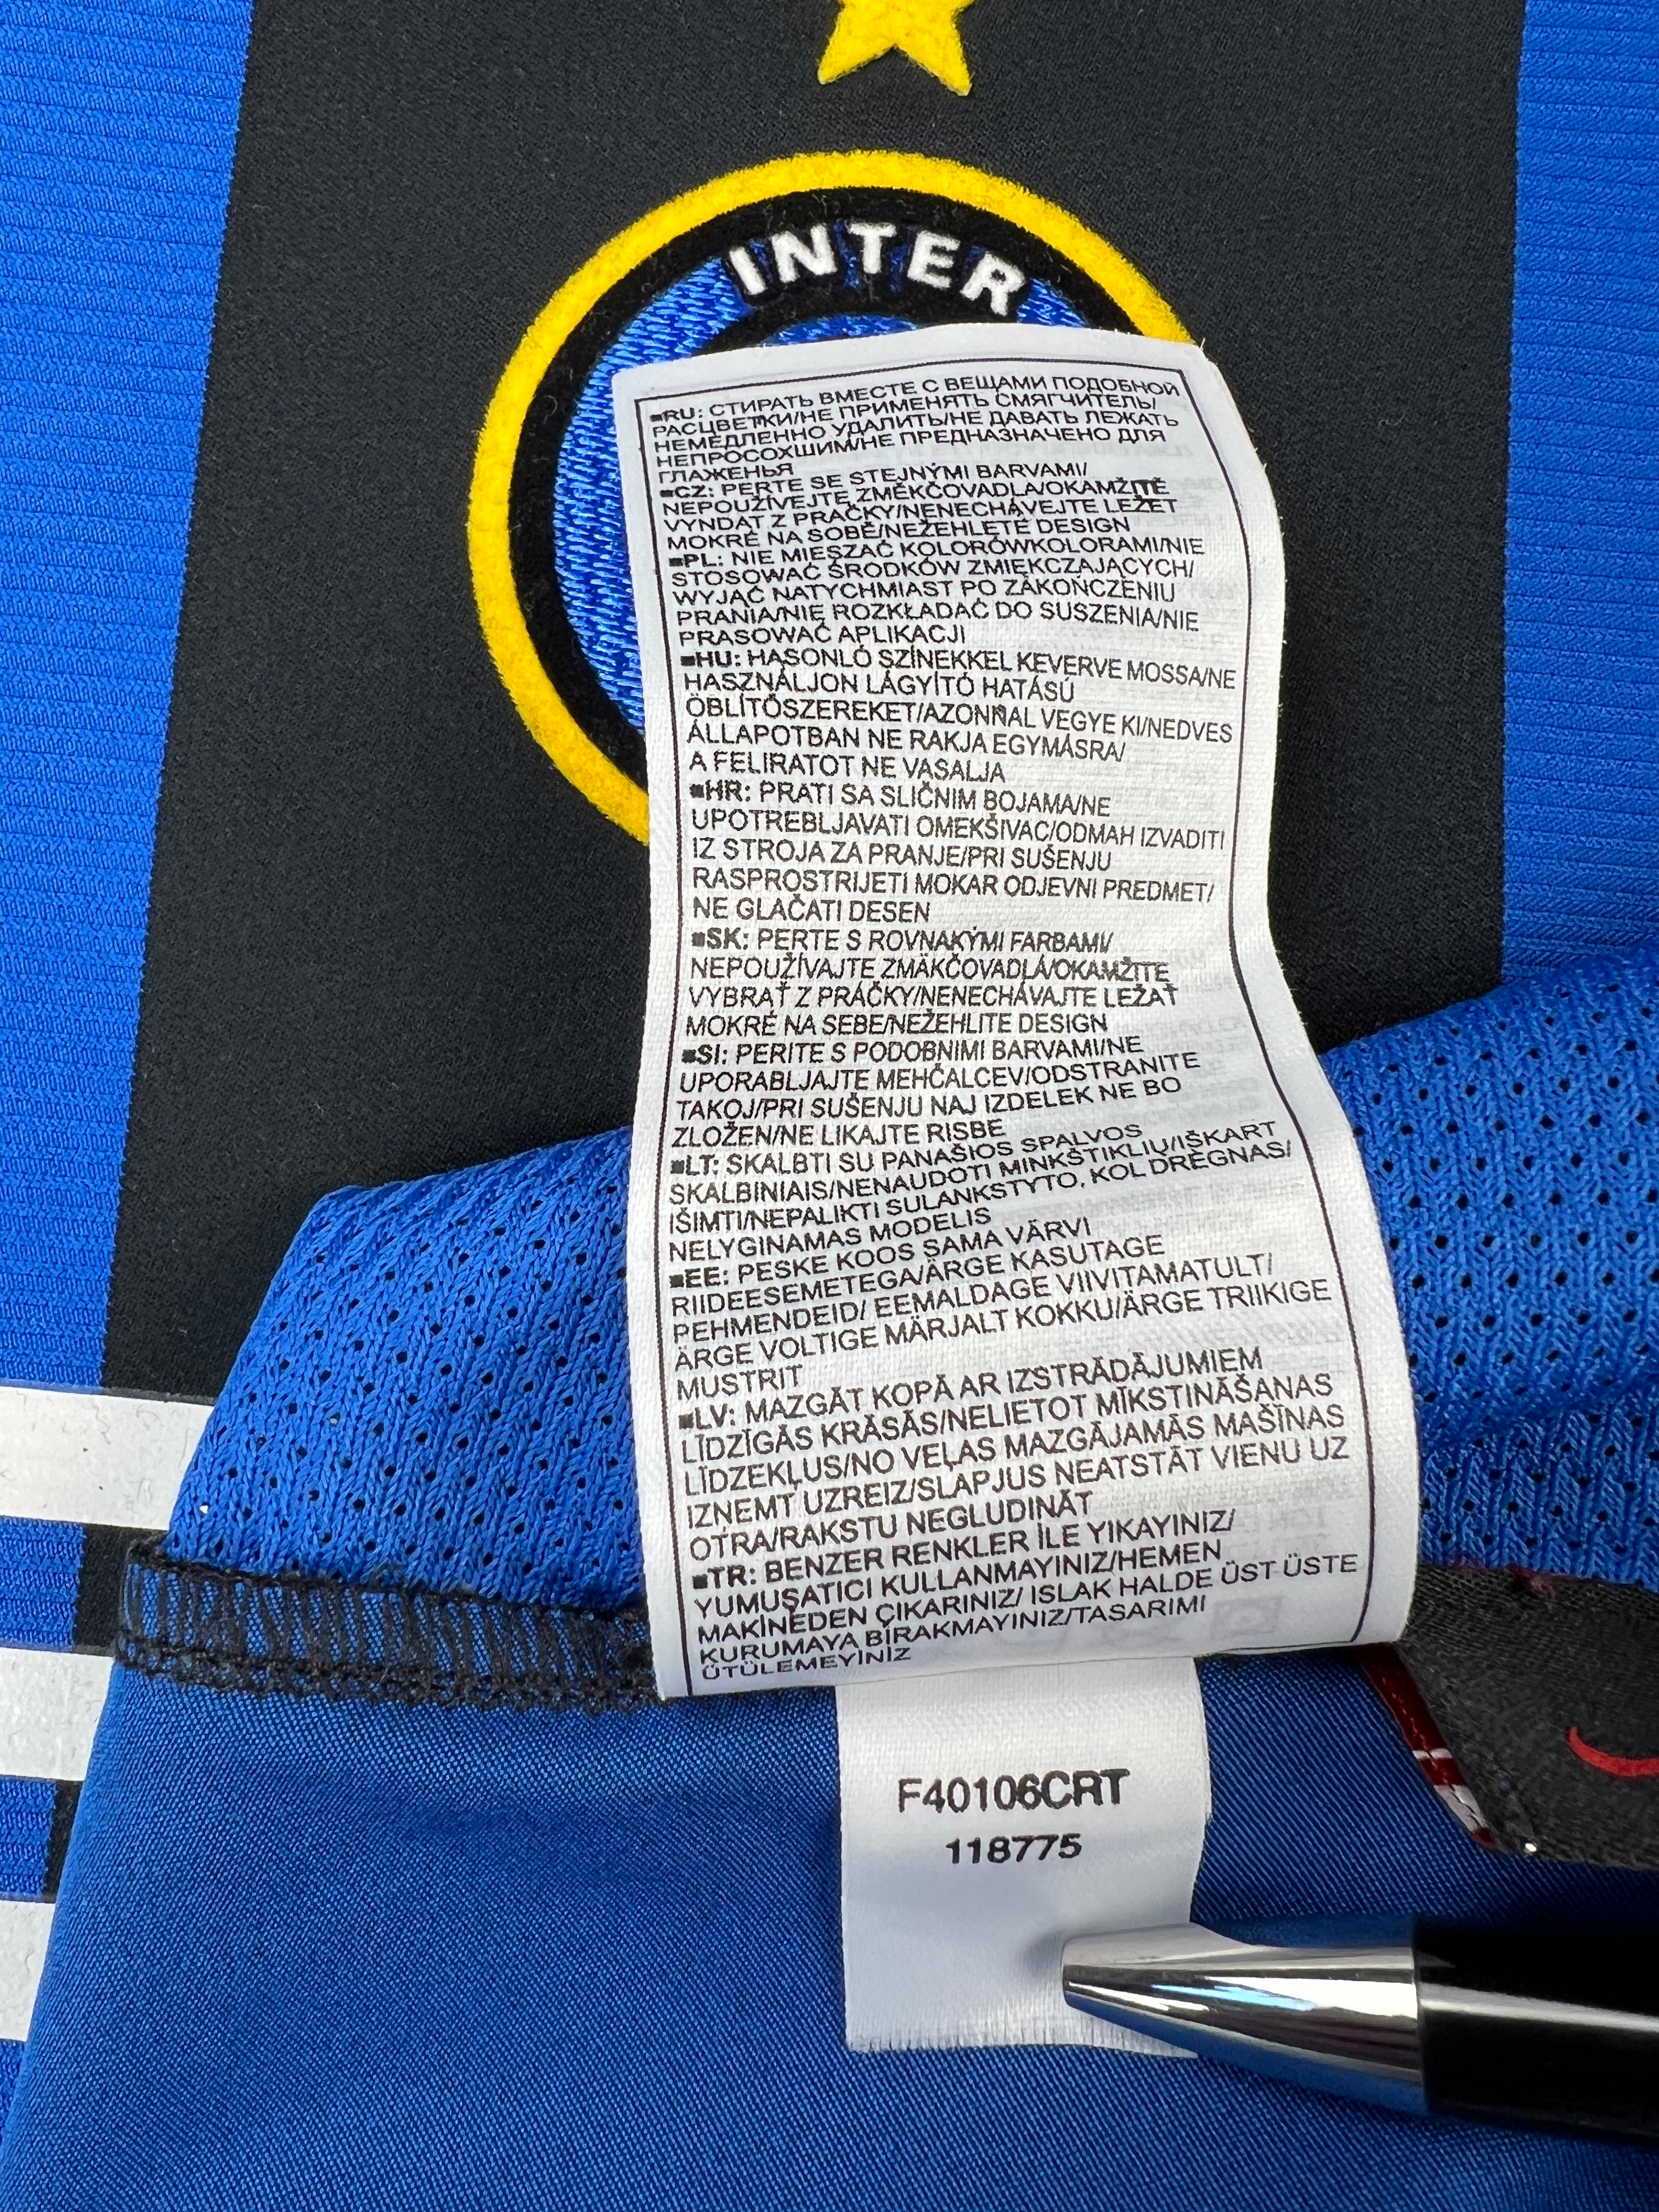 INTER
■RU: СТИРАТЬ ВМЕСТЕ С ВЕЩАМИ ПОДОБНОЙ
РАСЦВЕТКИ/НЕ ПРИМЕНЯТЬ СМЯГЧИТЕЛЬ/
НЕМЕДЛЕННО УДАЛИТЬ/НЕ ДАВАТЬ ЛЕЖАТЬ
НЕПРОСОХШИМ/НЕ ПРЕДНАЗНАЧЕНО ДЛЯ
ГЛАЖЕНЬЯ
■CZ: PERTE SE STEJNÝMI BARVAMI/
NEPOUŽÍVEJTE ZMĚKČOVADLA/OKAMŽITĚ
VYNDAT Z PRAČKY/NENECHÁVEJTE LEŽET
MOKRÉ NA SOBĚ/NEŽEHLETE DESIGN
■PL: NIE MIESZAĆ KOLORÓWKOLORAMI/NIE
STOSOWAĆ ŚRODKÓW ZMIĘKCZAJĄCYCH/
WYJĄĆ NATYCHMIAST PO ZAKOŃCZENIU
PRANIA/NIE ROZKŁADAĆ DO SUSZENIA/NIE
PRASOWAĆ APLIKACJI
■HU: HASONLÓ SZÍNEKKEL KEVERVE MOSSA/NE
HASZNÁLJON LÁGYÍTÓ HATÁSÚ
ÖBLÍTŐSZEREKET/AZONNAL VEGYE KI/NEDVES
ÁLLAPOTBAN NE RAKJA EGYMÁSRA/
A FELIRATOT NE VASALJA
■HR: PRATI SA SLIČNIM BOJAMA/NE
UPOTREBLJAVATI OMEKŠIVAC/ODMAH IZVADITI
IZ STROJA ZA PRANJE/PRI SUŠENJU
RASPROSTRIJETI MOKAR ODJEVNI PREDMET/
NE GLAČATI DESEN
■SK: PERTE S ROVNAKÝMI FARBAMI/
NEPOUŽÍVAJTE ZMÄKČOVADLÁ/OKAMŽITE
VYBRAŤ Z PRÁČKY/NENECHÁVAJTE LEŽAŤ
MOKRÉ NA SEBE/NEŽEHLITE DESIGN
■SI: PERITE S PODOBNIMI BARVAMI/NE
UPORABLJAJTE MEHČALCEV/ODSTRANITE
TAKOJ/PRI SUŠENJU NAJ IZDELEK NE BO
ZLOŽEN/NE LIKAJTE RISBE
■LT: SKALBTI SU PANAŠIOS SPALVOS
SKALBINIAIS/NENAUDOTI MINKŠTIKLIŲ/IŠKART
IŠIMTI/NEPALIKTI SULANKSTYTO, KOL DRĖGNAS/
NELYGINAMAS MODELIS
■EE: PESKE KOOS SAMA VÄRVI
RIIDEESEMETEGA/ÄRGE KASUTAGE
PEHMENDEID/ EEMALDAGE VIIVITAMATULT/
ÄRGE VOLTIGE MÄRJALT KOKKU/ÄRGE TRIIKIGE
MUSTRIT
■LV: MAZGĀT KOPĀ AR IZSTRĀDĀJUMIEM
LĪDZĪGĀS KRĀSĀS/NELIETOT MĪKSTINĀŠANAS
LĪDZEKĻUS/NO VEĻAS MAZGĀJAMĀS MAŠĪNAS
IZŅEMT UZREIZ/SLAPJUS NEATSTĀT VIENU UZ
OTRA/RAKSTU NEGLUDINĀT
■TR: BENZER RENKLER İLE YIKAYINIZ/
YUMUŞATICI KULLANMAYINIZ/HEMEN
MAKİNEDEN ÇIKARINIZ/ ISLAK HALDE ÜST ÜSTE
KURUMAYA BIRAKMAYINIZ/TASARIMI
ÜTÜLEMEYİNİZ
F40106CRT
118775